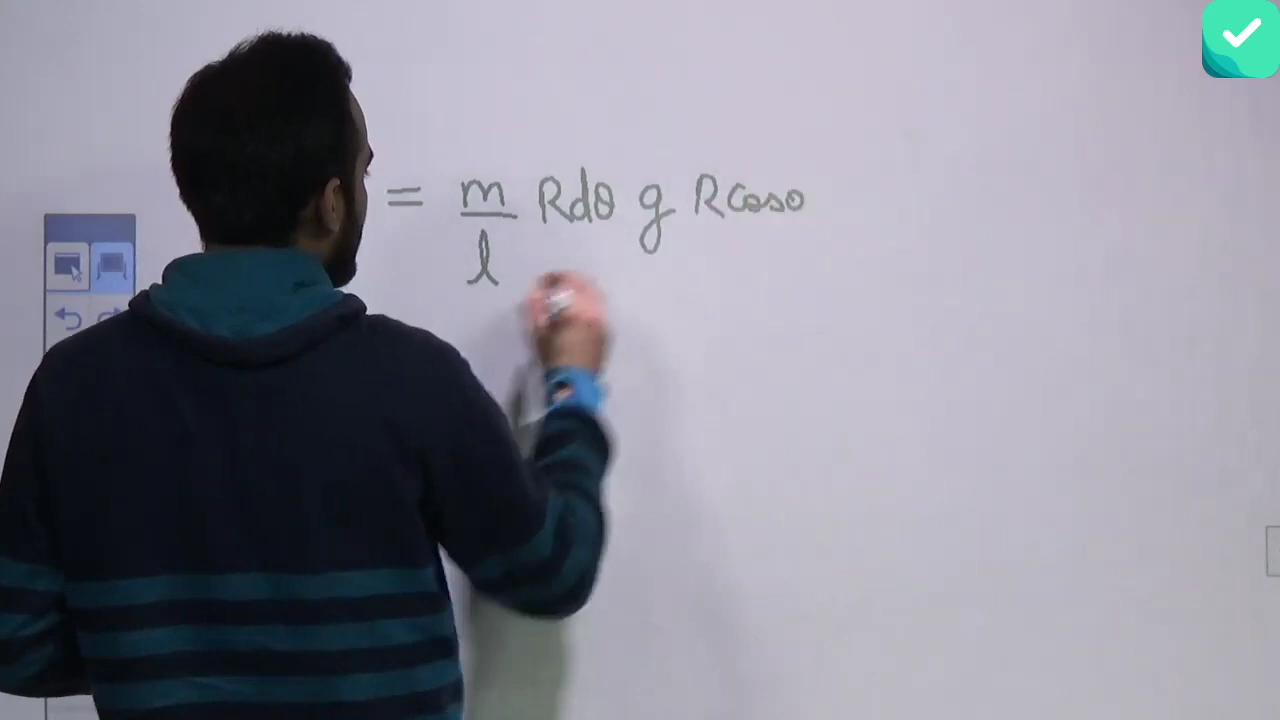 = m/l Rdθ g Rcosθ